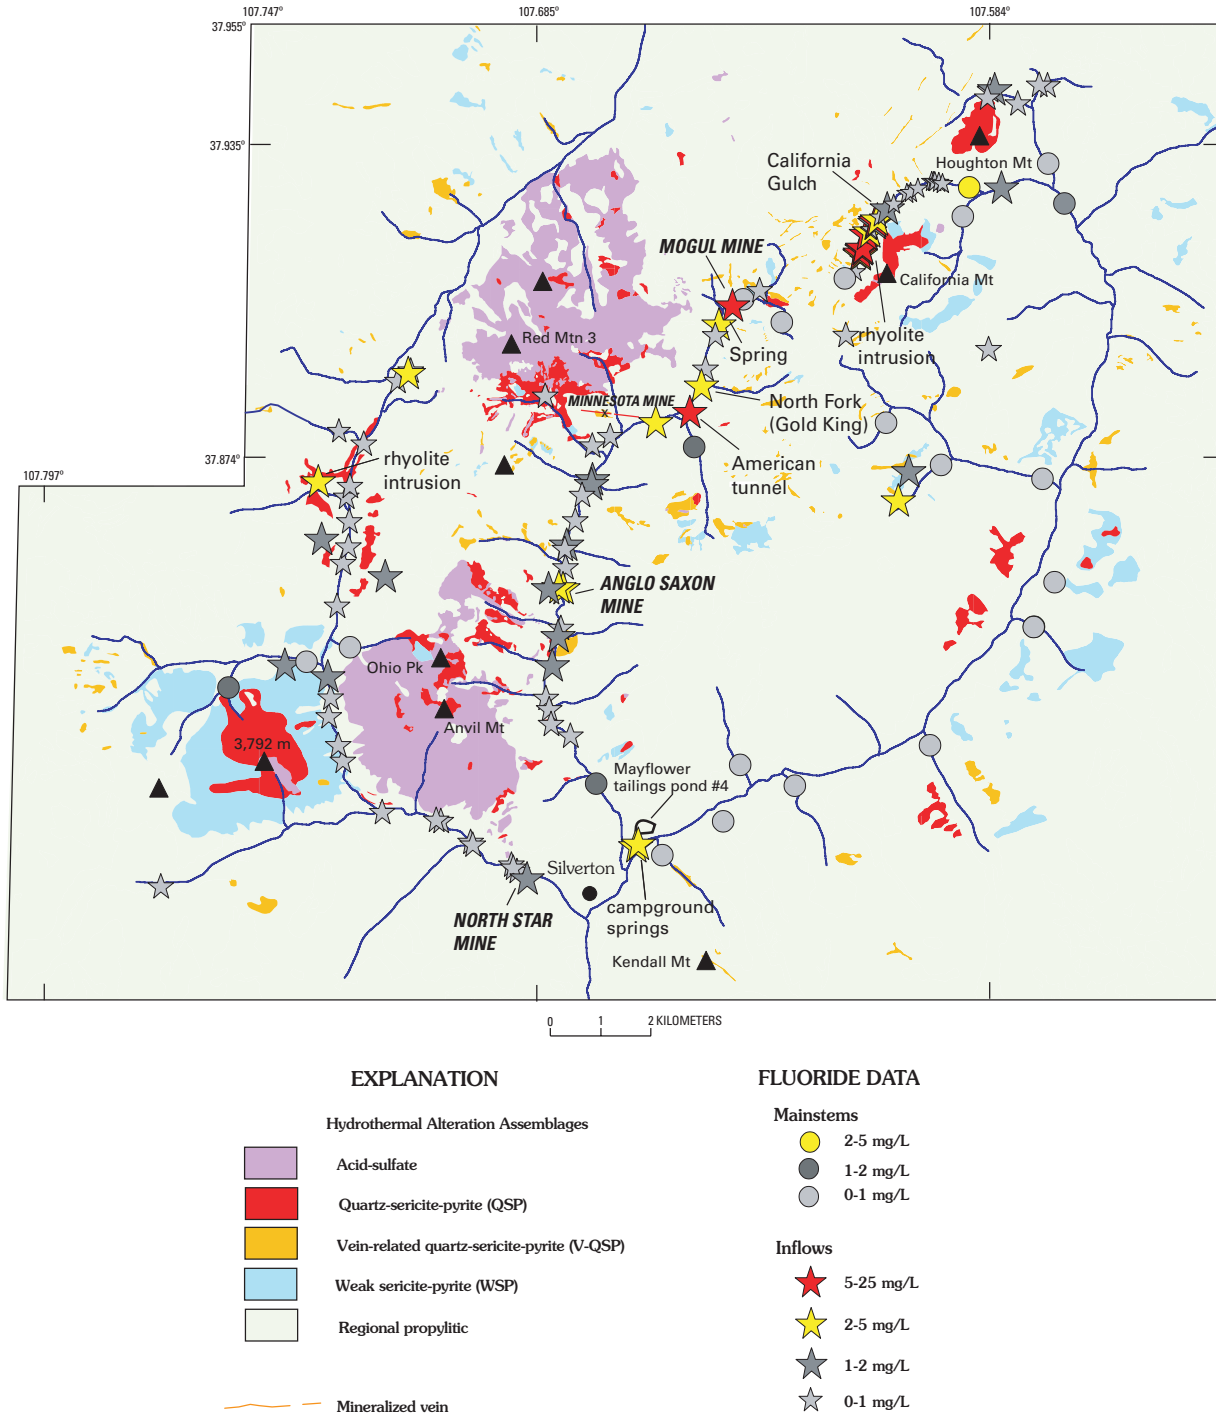 107.747°
107.685°
107.584°
37.955°
37.935°
California
Gulch
Houghton Mt
MOGUL MINE
California Mt
Red Mtn 3
rhyolite
intrusion
Spring
MINNESOTA MINE
x
North Fork
(Gold King)
37.874°
rhyolite
intrusion
American
tunnel
107.797°
ANGLO SAXON
MINE
Ohio Pk
Anvil Mt
3,792 m
Mayflower
tailings pond #4
Silverton
campground
springs
NORTH STAR
MINE
Kendall Mt
0 1 2 KILOMETERS
EXPLANATION
Hydrothermal Alteration Assemblages
Acid-sulfate
Quartz-sericite-pyrite (QSP)
Vein-related quartz-sericite-pyrite (V-QSP)
Weak sericite-pyrite (WSP)
Regional propylitic
Mineralized vein
FLUORIDE DATA
Mainstems
2-5 mg/L
1-2 mg/L
0-1 mg/L
Inflows
5-25 mg/L
2-5 mg/L
1-2 mg/L
0-1 mg/L